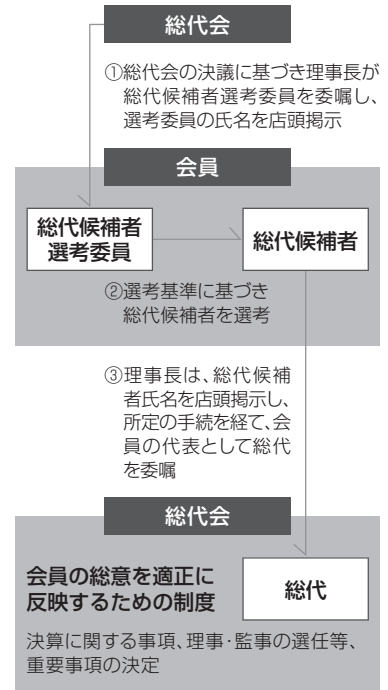 総代会
①総代会の決議に基づき理事長が
総代候補者選考委員を委嘱し、
選考委員の氏名を店頭掲示
会員
総代候補者
選考委員
総代候補者
②選考基準に基づき
総代候補者を選考
③理事長は、総代候補
者氏名を店頭掲示し、
所定の手続を経て、会
員の代表として総代
を委嘱
総代会
会員の総意を適正に
反映するための制度
総代
決算に関する事項、理事・監事の選任等、
重要事項の決定